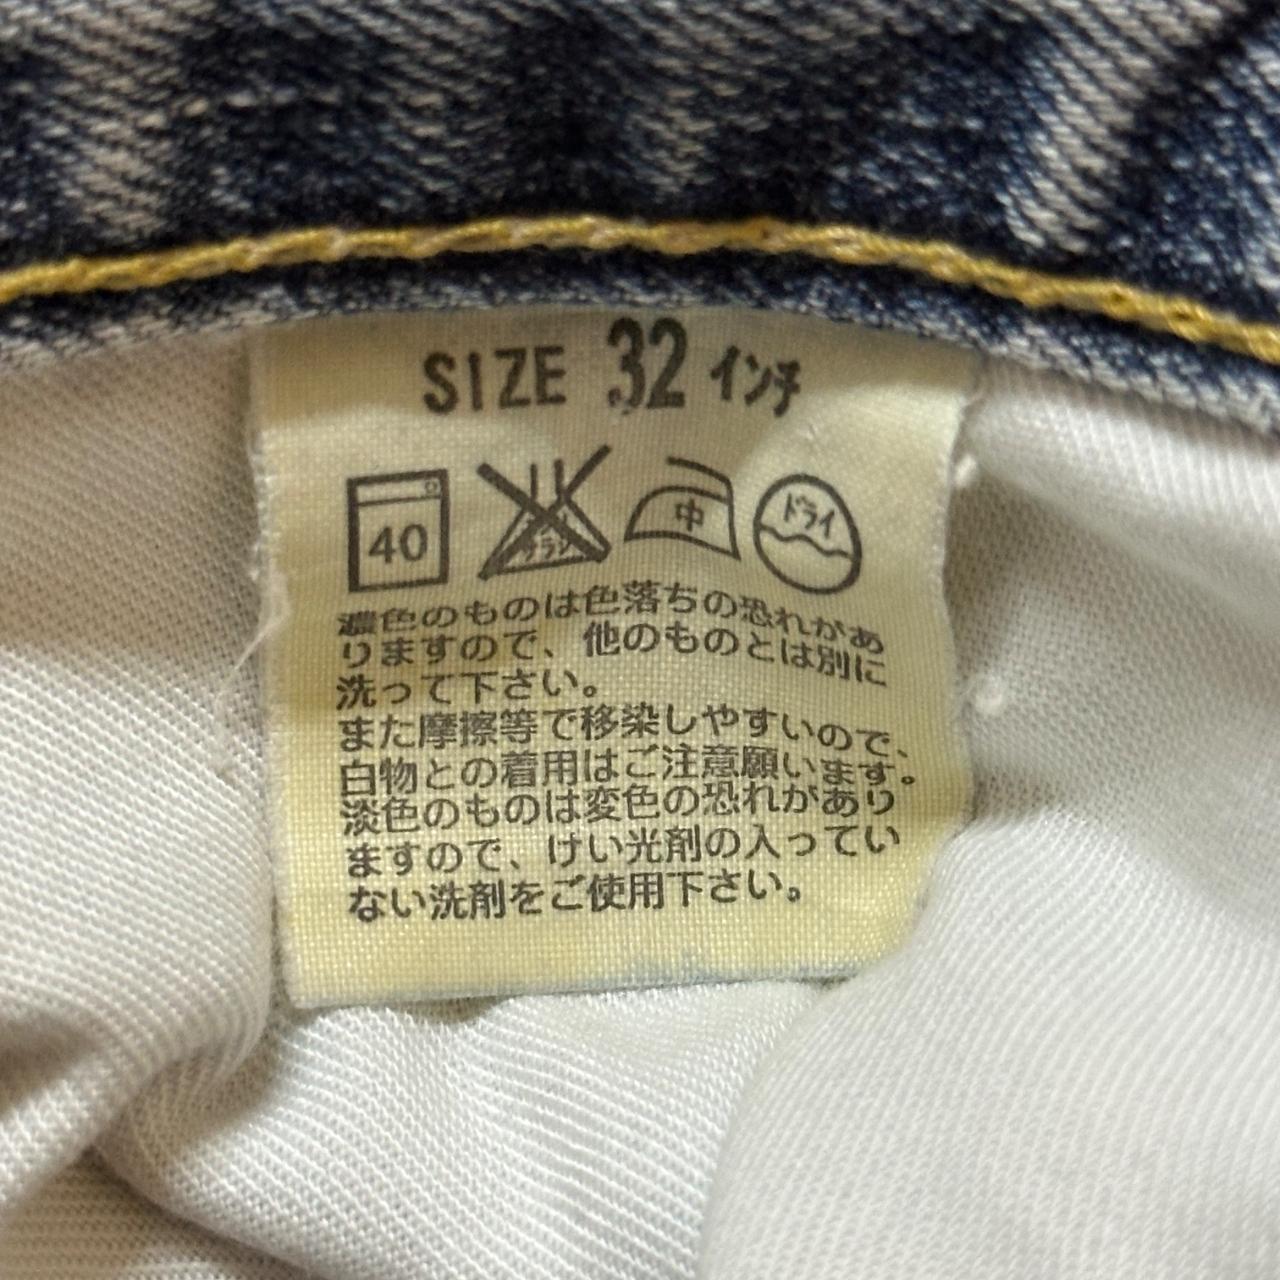 SIZE 32 インチ
40 中 ドライ
濃色のものは色落ちの恐れがあ
りますので、他のものとは別に
洗って下さい。
また摩擦等で移染しやすいので、
白物との着用はご注意願います。
淡色のものは変色の恐れがあり
ますので、けい光剤の入ってい
ない洗剤をご使用下さい。